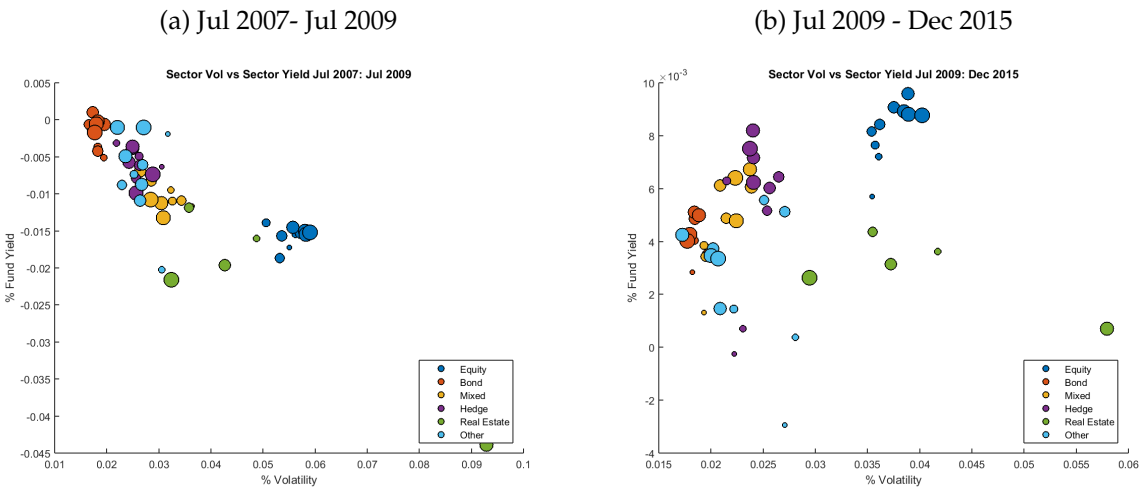 (a) Jul 2007- Jul 2009
Sector Vol vs Sector Yield Jul 2007: Jul 2009
% Fund Yield
0.005
0
-0.005
-0.01
-0.015
-0.02
-0.025
-0.03
-0.035
-0.04
-0.045
0.01 0.02 0.03 0.04 0.05 0.06 0.07 0.08 0.09 0.1
% Volatility
Equity
Bond
Mixed
Hedge
Real Estate
Other
(b) Jul 2009 - Dec 2015
Sector Vol vs Sector Yield Jul 2009: Dec 2015
×10⁻³
% Fund Yield
10
8
6
4
2
0
-2
-4
0.015 0.02 0.025 0.03 0.035 0.04 0.045 0.05 0.055 0.06
% Volatility
Equity
Bond
Mixed
Hedge
Real Estate
Other